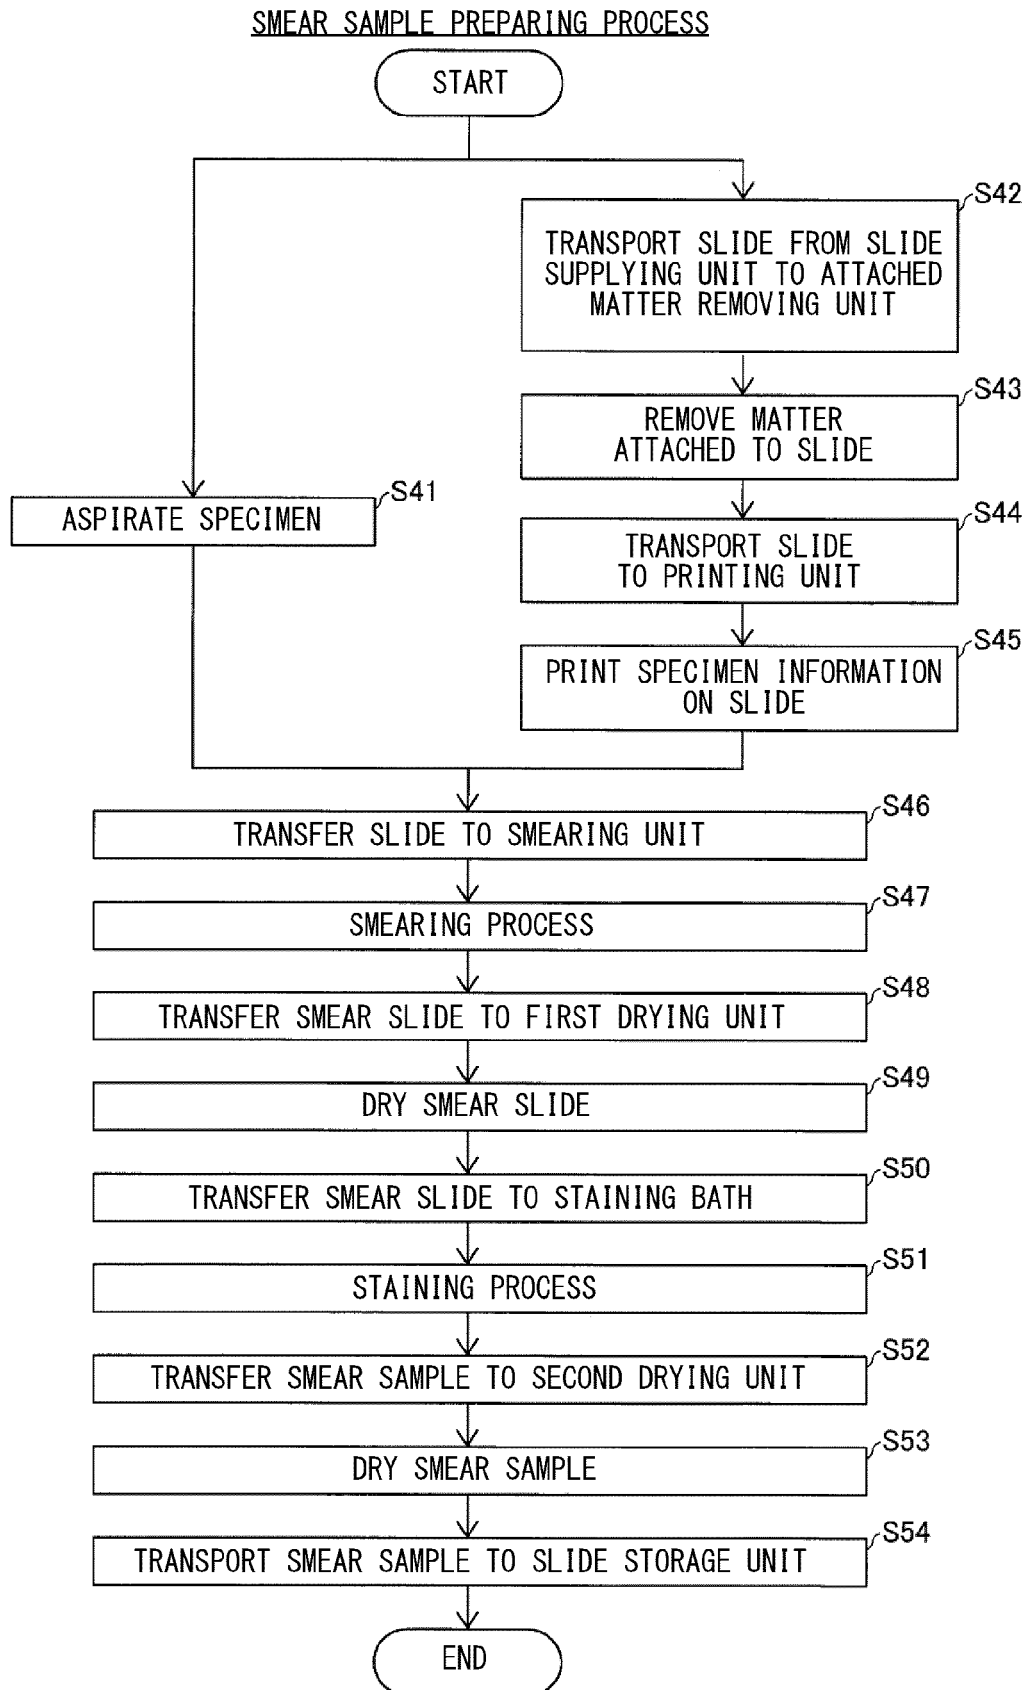 SMEAR SAMPLE PREPARING PROCESS
START
S42
TRANSPORT SLIDE FROM SLIDE
SUPPLYING UNIT TO ATTACHED
MATTER REMOVING UNIT
S43
REMOVE MATTER
ATTACHED TO SLIDE
S41
ASPIRATE SPECIMEN
S44
TRANSPORT SLIDE
TO PRINTING UNIT
S45
PRINT SPECIMEN INFORMATION
ON SLIDE
S46
TRANSFER SLIDE TO SMEARING UNIT
S47
SMEARING PROCESS
S48
TRANSFER SMEAR SLIDE TO FIRST DRYING UNIT
S49
DRY SMEAR SLIDE
S50
TRANSFER SMEAR SLIDE TO STAINING BATH
S51
STAINING PROCESS
S52
TRANSFER SMEAR SAMPLE TO SECOND DRYING UNIT
S53
DRY SMEAR SAMPLE
S54
TRANSPORT SMEAR SAMPLE TO SLIDE STORAGE UNIT
END